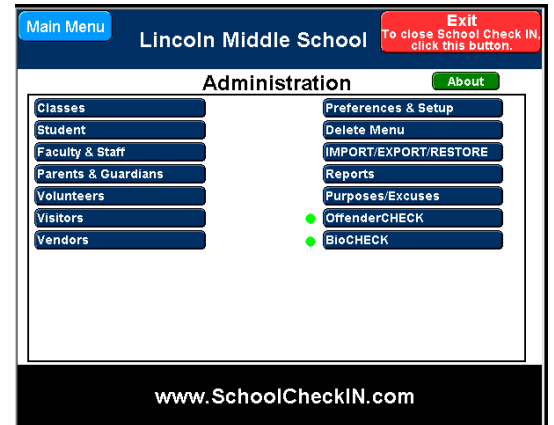 Main Menu
Lincoln Middle School
Exit
To close School Check IN,
click this button.
Administration
About
Classes
Student
Faculty & Staff
Parents & Guardians
Volunteers
Visitors
Vendors
Preferences & Setup
Delete Menu
IMPORT/EXPORT/RESTORE
Reports
Purposes/Excuses
OffenderCHECK
BioCHECK
www.SchoolCheckIN.com